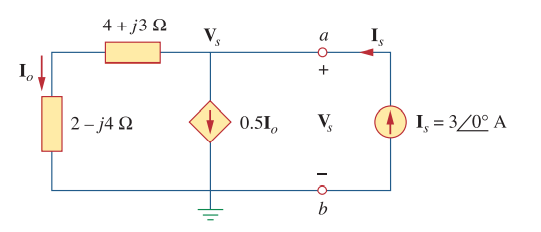 4 + j3 Ω
V_s
a
I_s
I_o
+
2 – j4 Ω
0.5I_o
V_s
I_s = 3∠0° A
–
b